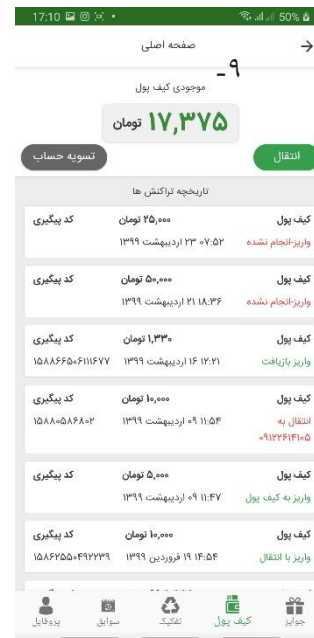 17:10 50%
صفحه اصلی
۹-
موجودی کیف پول
۱۷,۳۷۵ تومان
انتقال
تسویه حساب
تاریخچه تراکنش ها
کیف پول ۲۵,۰۰۰ تومان کد پیگیری
واریز-انجام نشده ۰۷:۵۲ ۲۳ اردیبهشت ۱۳۹۹
کیف پول ۵۰,۰۰۰ تومان کد پیگیری
واریز-انجام نشده ۱۸:۳۶ ۲۱ اردیبهشت ۱۳۹۹
کیف پول ۱,۳۳۰ تومان کد پیگیری
واریز بازیافت ۱۲:۲۱ ۱۶ اردیبهشت ۱۳۹۹ ۱۵۸۸۶۶۵۰۶۱۱۱۶۷۷
کیف پول ۱۰,۰۰۰ تومان کد پیگیری
انتقال به ۱۱:۵۴ ۰۹ اردیبهشت ۱۳۹۹ ۱۵۸۸۰۵۸۶۸۰۲
۰۹۱۲۲۶۱۴۱۰۵
کیف پول ۵,۰۰۰ تومان کد پیگیری
واریز به کیف پول ۱۱:۴۷ ۰۹ اردیبهشت ۱۳۹۹
کیف پول ۱۰,۰۰۰ تومان کد پیگیری
واریز با انتقال ۱۴:۵۴ ۱۹ فروردین ۱۳۹۹ ۱۵۸۶۲۵۵۰۴۹۲۲۳۹
جوایز کیف پول تفکیک سوابق پروفایل